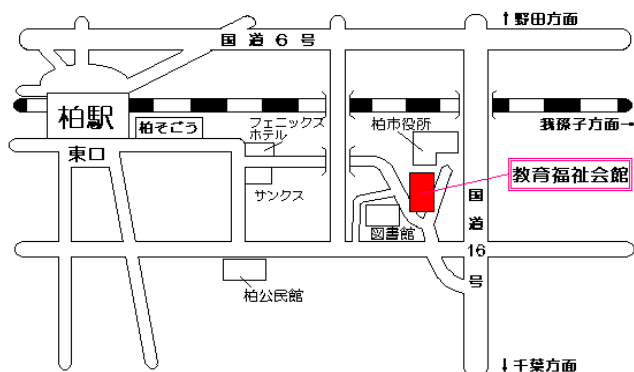 ↑野田方面
国道6号
柏駅
柏そごう
フェニックス
ホテル
柏市役所
我孫子方面→
東口
教育福祉会館
サンクス
国道16号
図書館
柏公民館
↓千葉方面